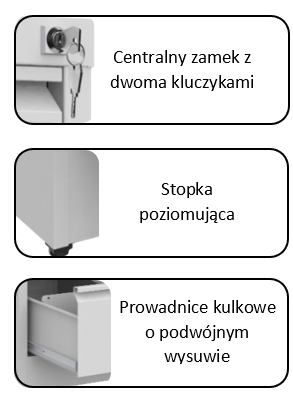 Centralny zamek z
dwoma kluczykami
Stopka
poziomująca
Prowadnice kulkowe
o podwójnym
wysuwie